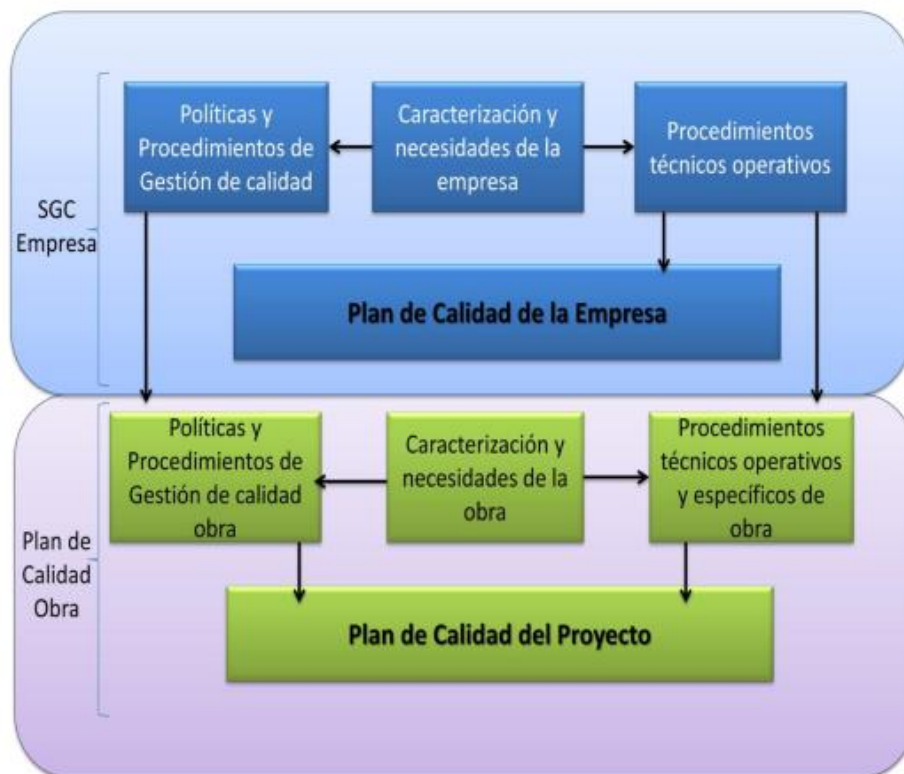 Políticas y
Procedimientos de
Gestión de calidad
Caracterización y
necesidades de la
empresa
Procedimientos
técnicos operativos
SGC
Empresa
Plan de Calidad de la Empresa
Políticas y
Procedimientos de
Gestión de calidad
obra
Caracterización y
necesidades de la
obra
Procedimientos
técnicos operativos
y específicos de
obra
Plan de
Calidad
Obra
Plan de Calidad del Proyecto